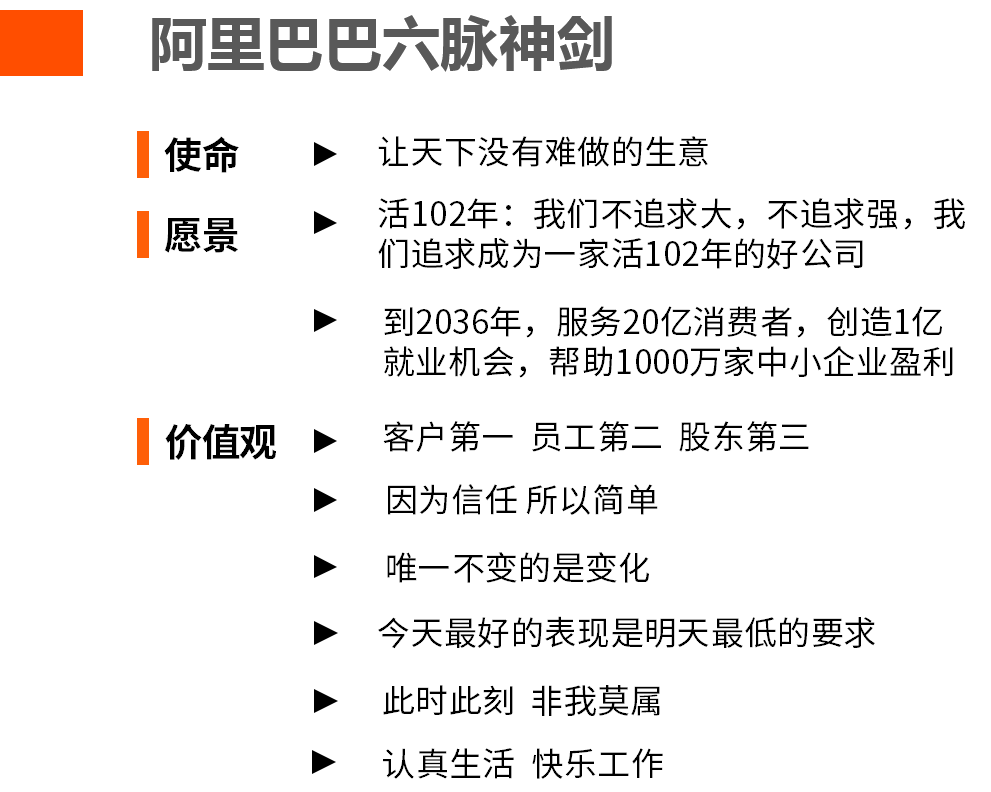 阿里巴巴六脉神剑
使命
让天下没有难做的生意
愿景
活102年：我们不追求大，不追求强，我
们追求成为一家活102年的好公司
到2036年，服务20亿消费者，创造1亿
就业机会，帮助1000万家中小企业盈利
价值观
客户第一 员工第二 股东第三
因为信任 所以简单
唯一不变的是变化
今天最好的表现是明天最低的要求
此时此刻 非我莫属
认真生活 快乐工作